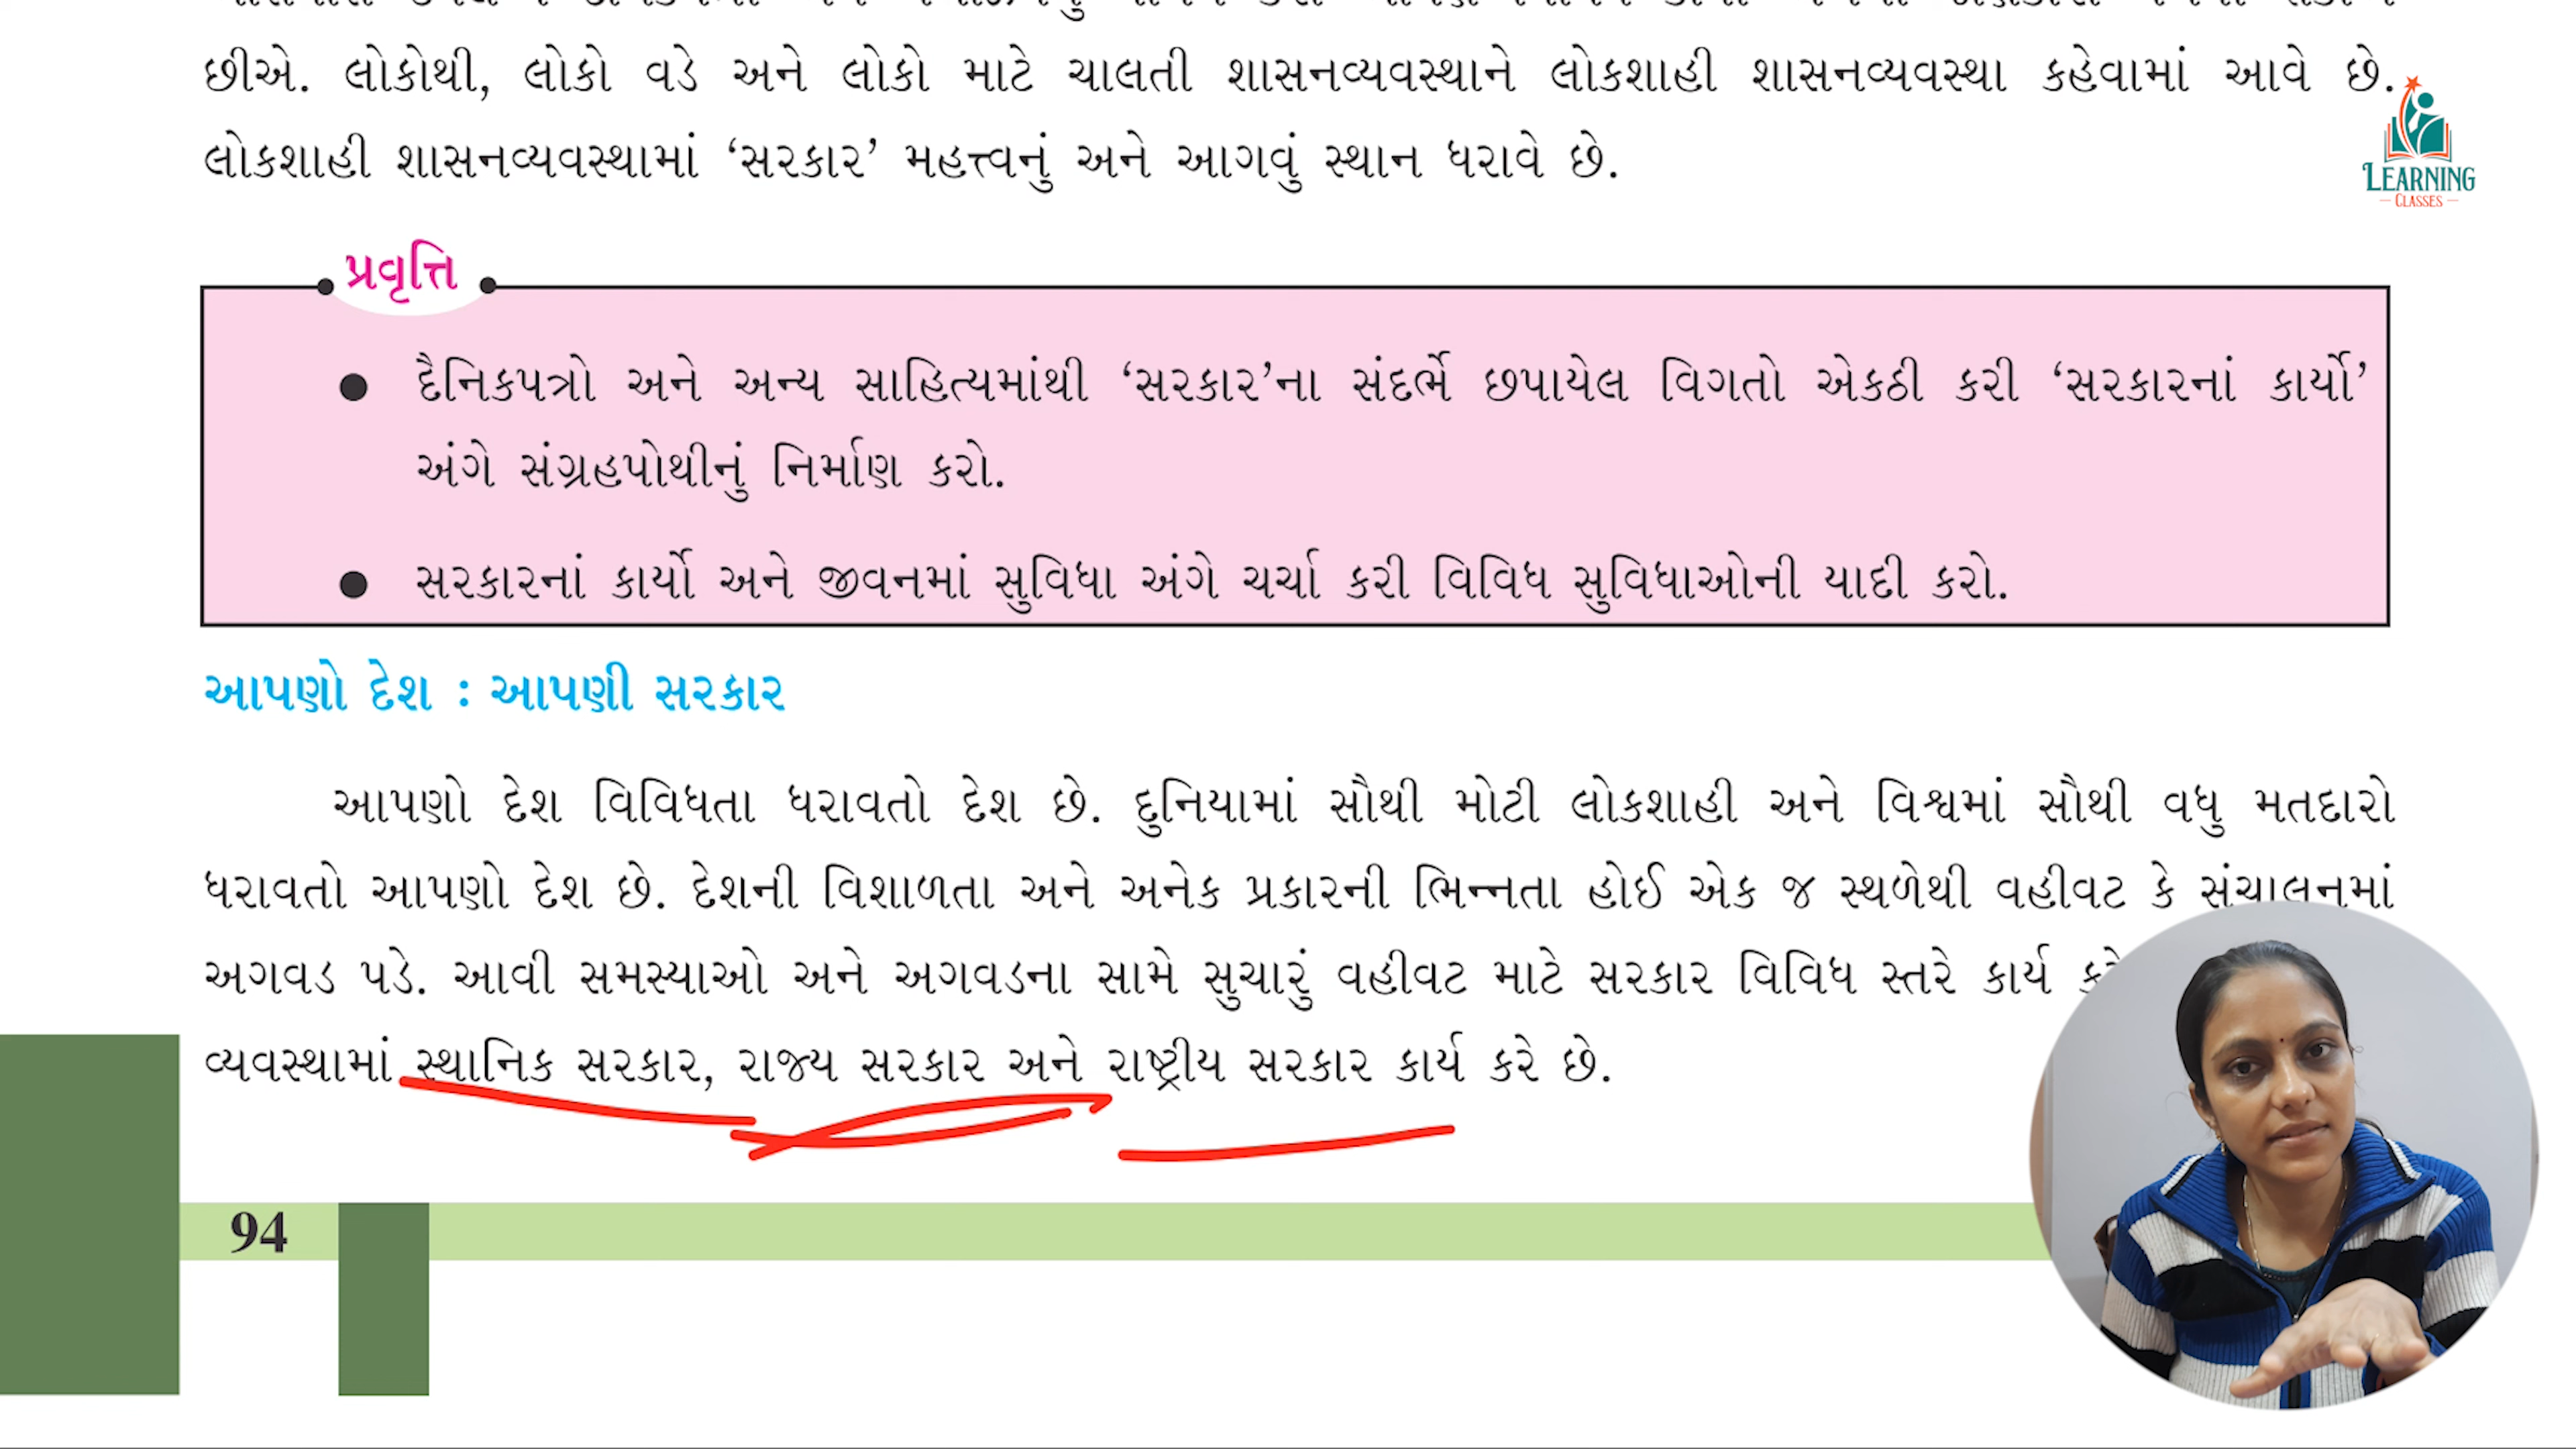 છીએ. લોકોથી, લોકો વડે અને લોકો માટે ચાલતી શાસનવ્યવસ્થાને લોકશાહી શાસનવ્યવસ્થા કહેવામાં આવે છે.
લોકશાહી શાસનવ્યવસ્થામાં ‘સરકાર’ મહત્ત્વનું અને આગવું સ્થાન ધરાવે છે.
LEARNING
CLASSES
પ્રવૃત્તિ
● દૈનિકપત્રો અને અન્ય સાહિત્યમાંથી ‘સરકાર’ના સંદર્ભે છપાયેલ વિગતો એકઠી કરી ‘સરકારનાં કાર્યો’
અંગે સંગ્રહપોથીનું નિર્માણ કરો.
● સરકારનાં કાર્યો અને જીવનમાં સુવિધા અંગે ચર્ચા કરી વિવિધ સુવિધાઓની યાદી કરો.
આપણો દેશ : આપણી સરકાર
આપણો દેશ વિવિધતા ધરાવતો દેશ છે. દુનિયામાં સૌથી મોટી લોકશાહી અને વિશ્વમાં સૌથી વધુ મતદારો
ધરાવતો આપણો દેશ છે. દેશની વિશાળતા અને અનેક પ્રકારની ભિન્નતા હોઈ એક જ સ્થળેથી વહીવટ કે સંચાલનમાં
અગવડ પડે. આવી સમસ્યાઓ અને અગવડના સામે સુચારું વહીવટ માટે સરકાર વિવિધ સ્તરે કાર્ય
વ્યવસ્થામાં સ્થાનિક સરકાર, રાજ્ય સરકાર અને રાષ્ટ્રીય સરકાર કાર્ય કરે છે.
94